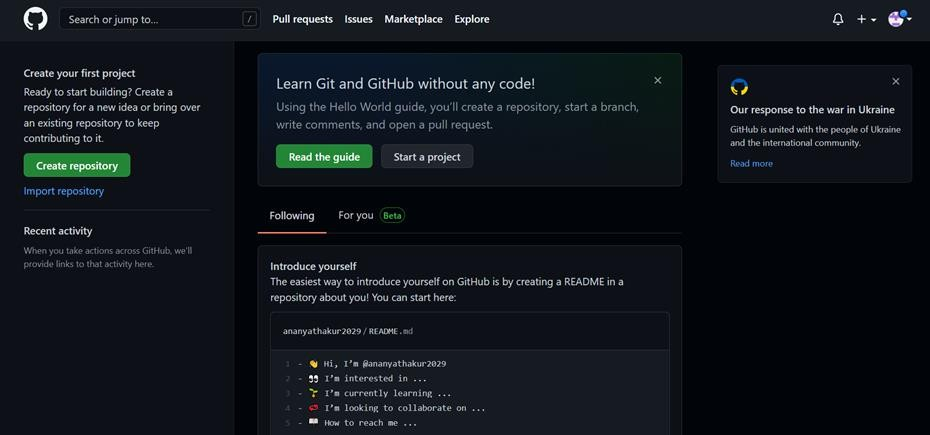 Search or jump to...
/
Pull requests
Issues
Marketplace
Explore
Create your first project
Ready to start building? Create a
repository for a new idea or bring over
an existing repository to keep
contributing to it.
Create repository
Import repository
Recent activity
When you take actions across GitHub, we'll
provide links to that activity here.
Learn Git and GitHub without any code!
Using the Hello World guide, you'll create a repository, start a branch,
write comments, and open a pull request.
Read the guide
Start a project
Following
For you
Beta
Introduce yourself
The easiest way to introduce yourself on GitHub is by creating a README in a
repository about you! You can start here:
ananyathakur2029/README.md
1 - 👋 Hi, I'm @ananyathakur2029
2 - 👀 I'm interested in ...
3 - 🌱 I'm currently learning ...
4 - 💞️ I'm looking to collaborate on ...
5 - 📖 How to reach me ...
Our response to the war in Ukraine
GitHub is united with the people of Ukraine
and the international community.
Read more